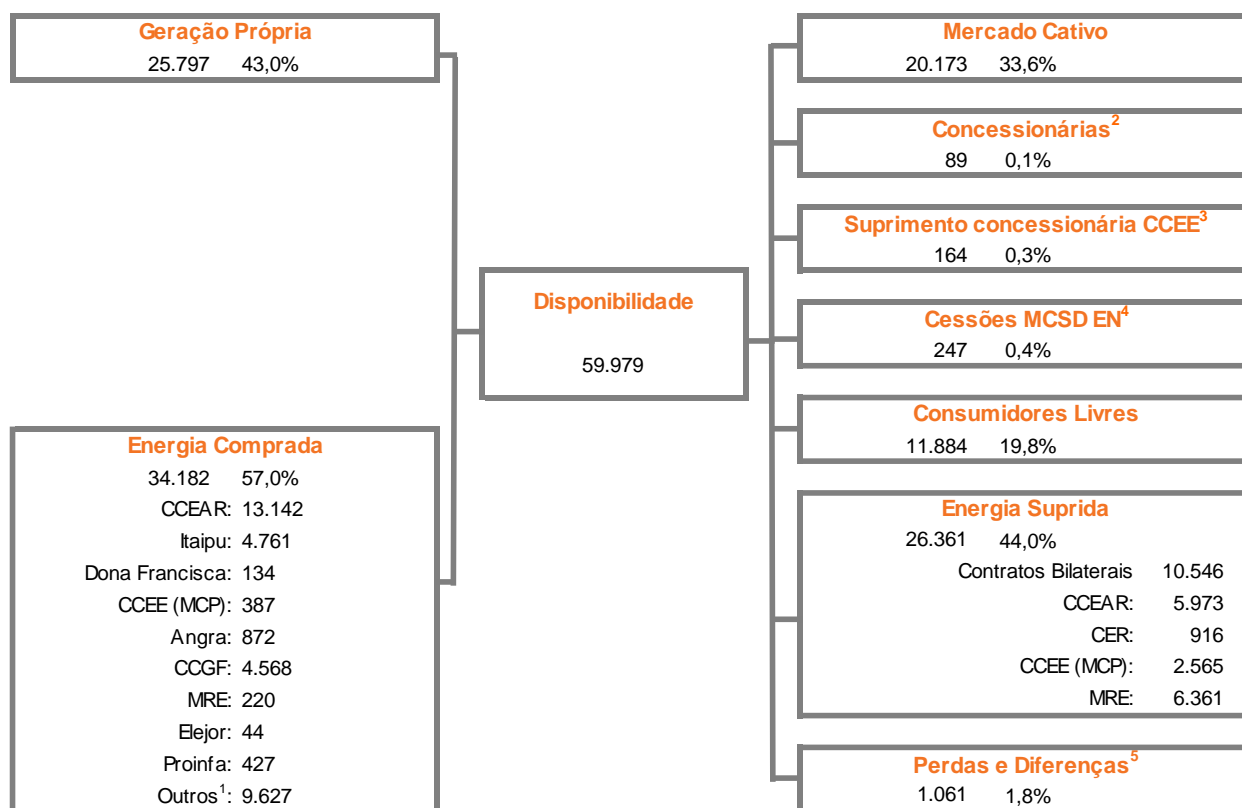 Geração Própria
25.797 43,0%
Energia Comprada
34.182 57,0%
CCEAR: 13.142
Itaipu: 4.761
Dona Francisca: 134
CCEE (MCP): 387
Angra: 872
CCGF: 4.568
MRE: 220
Elejor: 44
Proinfa: 427
Outros¹: 9.627
Disponibilidade
59.979
Mercado Cativo
20.173 33,6%
Concessionárias²
89 0,1%
Suprimento concessionária CCEE³
164 0,3%
Cessões MCSD EN⁴
247 0,4%
Consumidores Livres
11.884 19,8%
Energia Suprida
26.361 44,0%
Contratos Bilaterais 10.546
CCEAR: 5.973
CER: 916
CCEE (MCP): 2.565
MRE: 6.361
Perdas e Diferenças⁵
1.061 1,8%